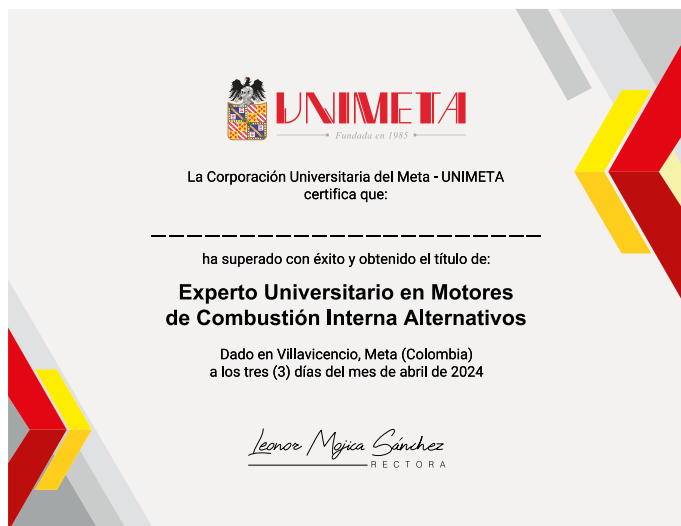 UNIMETA
Fundada en 1985
La Corporación Universitaria del Meta - UNIMETA
certifica que:
ha superado con éxito y obtenido el título de:
Experto Universitario en Motores
de Combustión Interna Alternativos
Dado en Villavicencio, Meta (Colombia)
a los tres (3) días del mes de abril de 2024
Leonor Mojica Sánchez
RECTORA